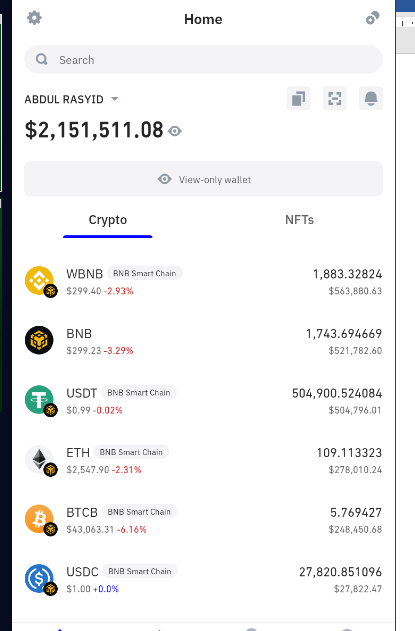 Home
Search
ABDUL RASYID
$2,151,511.08
View-only wallet
Crypto NFTs
WBNB BNB Smart Chain 1,883.32824
$299.40 -2.93% $563,880.63
BNB 1,743.694669
$299.23 -3.29% $521,782.60
USDT BNB Smart Chain 504,900.524084
$0.99 -0.02% $504,796.01
ETH BNB Smart Chain 109.113323
$2,547.90 -2.31% $278,010.24
BTCB BNB Smart Chain 5.769427
$43,063.31 -6.16% $248,450.68
USDC BNB Smart Chain 27,820.851096
$1.00 +0.0% $27,822.47